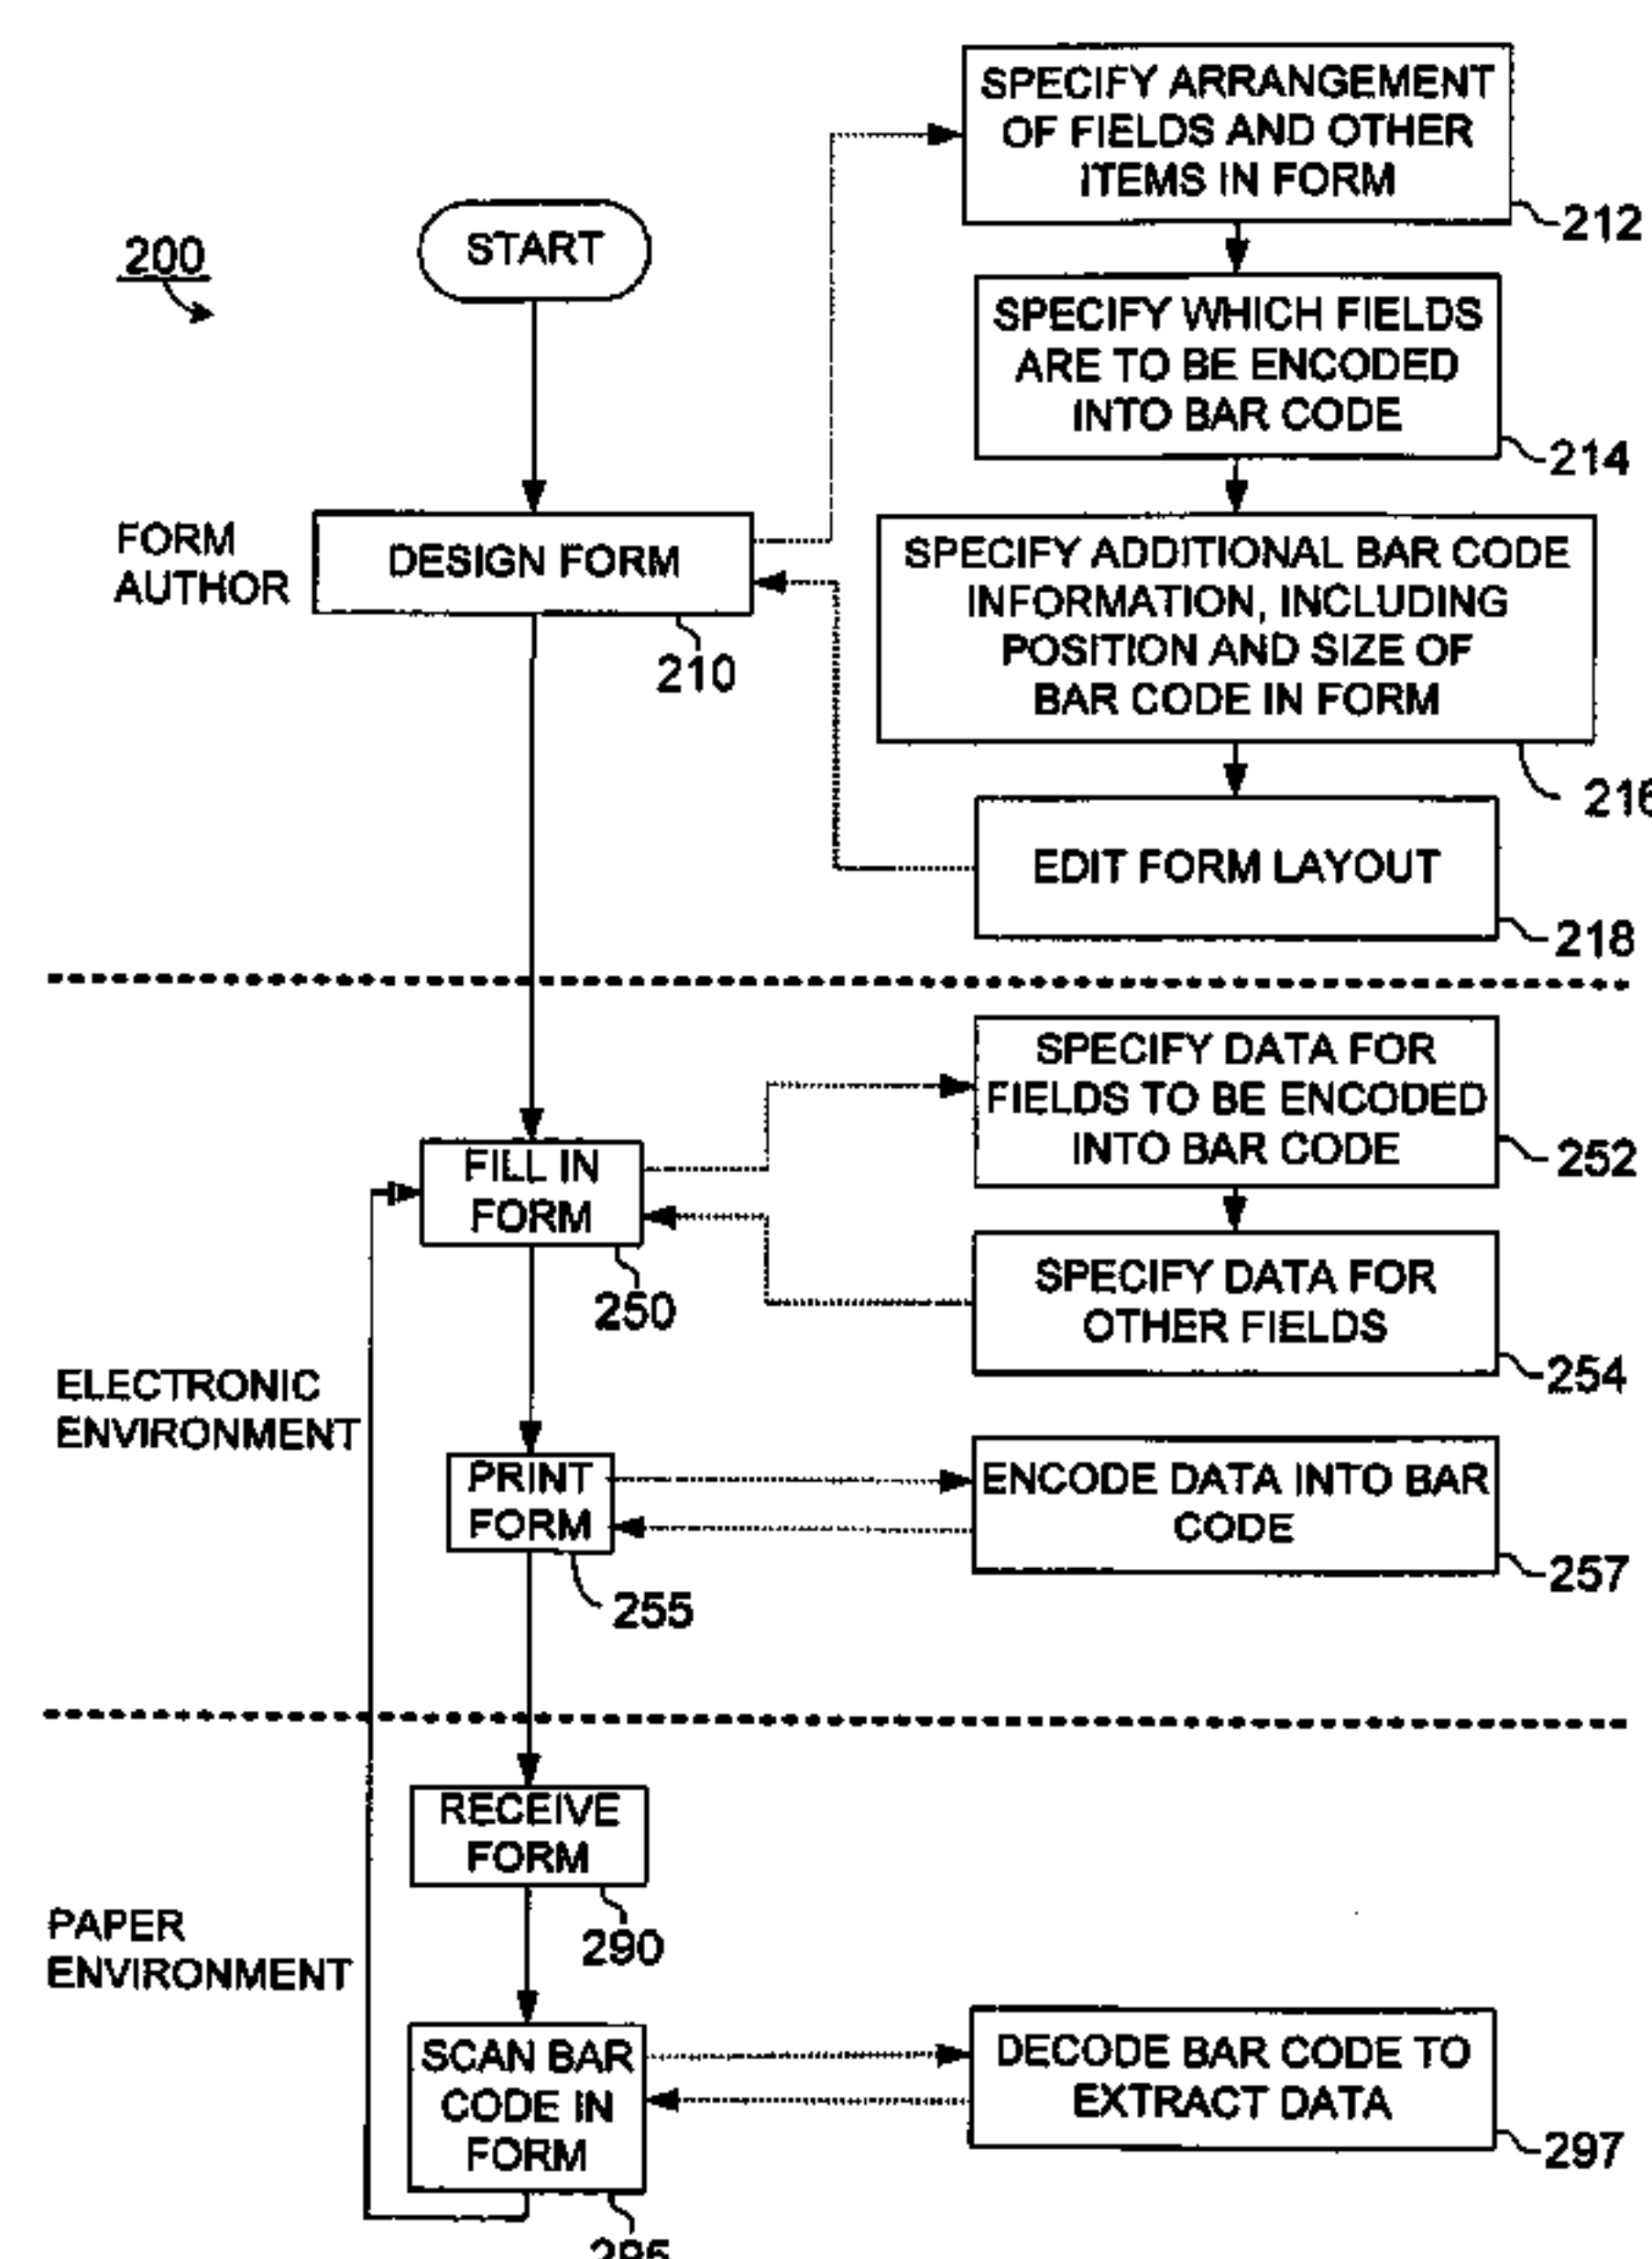 200
START
SPECIFY ARRANGEMENT
OF FIELDS AND OTHER
ITEMS IN FORM
212
SPECIFY WHICH FIELDS
ARE TO BE ENCODED
INTO BAR CODE
214
FORM
AUTHOR
DESIGN FORM
210
SPECIFY ADDITIONAL BAR CODE
INFORMATION, INCLUDING
POSITION AND SIZE OF
BAR CODE IN FORM
216
EDIT FORM LAYOUT
218
SPECIFY DATA FOR
FIELDS TO BE ENCODED
INTO BAR CODE
252
FILL IN
FORM
250
SPECIFY DATA FOR
OTHER FIELDS
254
ELECTRONIC
ENVIRONMENT
PRINT
FORM
255
ENCODE DATA INTO BAR
CODE
257
RECEIVE
FORM
290
PAPER
ENVIRONMENT
SCAN BAR
CODE IN
FORM
295
DECODE BAR CODE TO
EXTRACT DATA
297